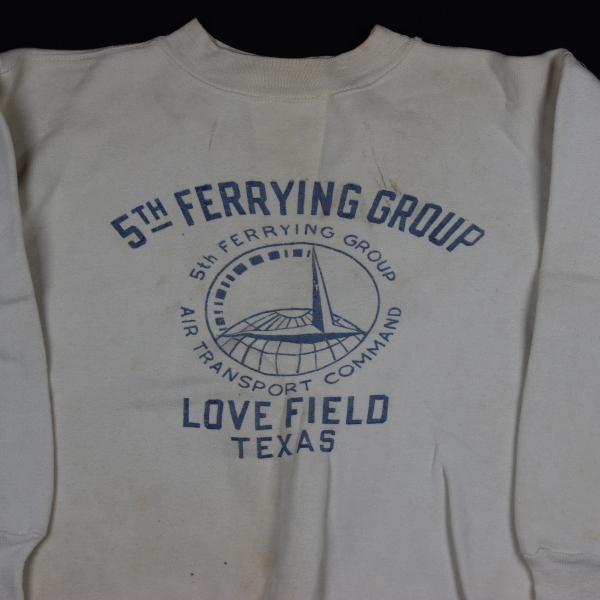 5TH FERRYING GROUP
5th FERRYING GROUP
AIR TRANSPORT COMMAND
LOVE FIELD
TEXAS